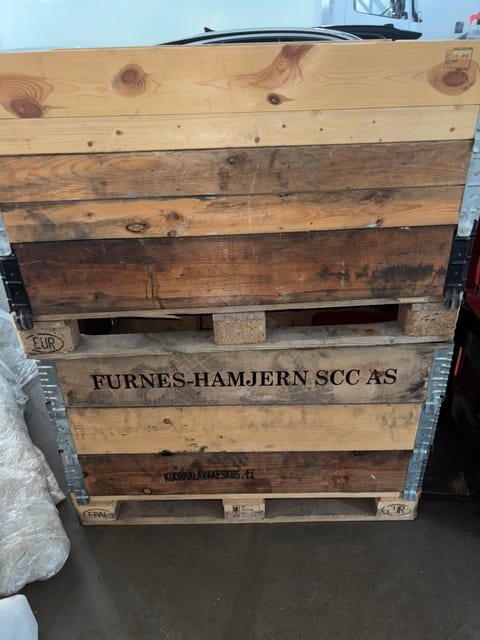 EUR
FURNES-HAMJERN SCC AS
KUORMALAVAKESKUS.fi
EPAL
EUR